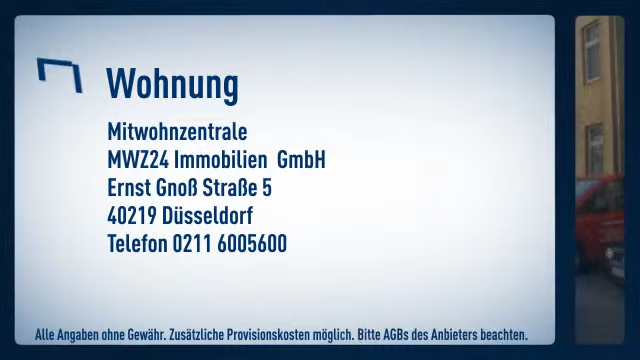 Wohnung
Mitwohnzentrale
MWZ24 Immobilien GmbH
Ernst Gnoß Straße 5
40219 Düsseldorf
Telefon 0211 6005600
Alle Angaben ohne Gewähr. Zusätzliche Provisionskosten möglich. Bitte AGBs des Anbieters beachten.